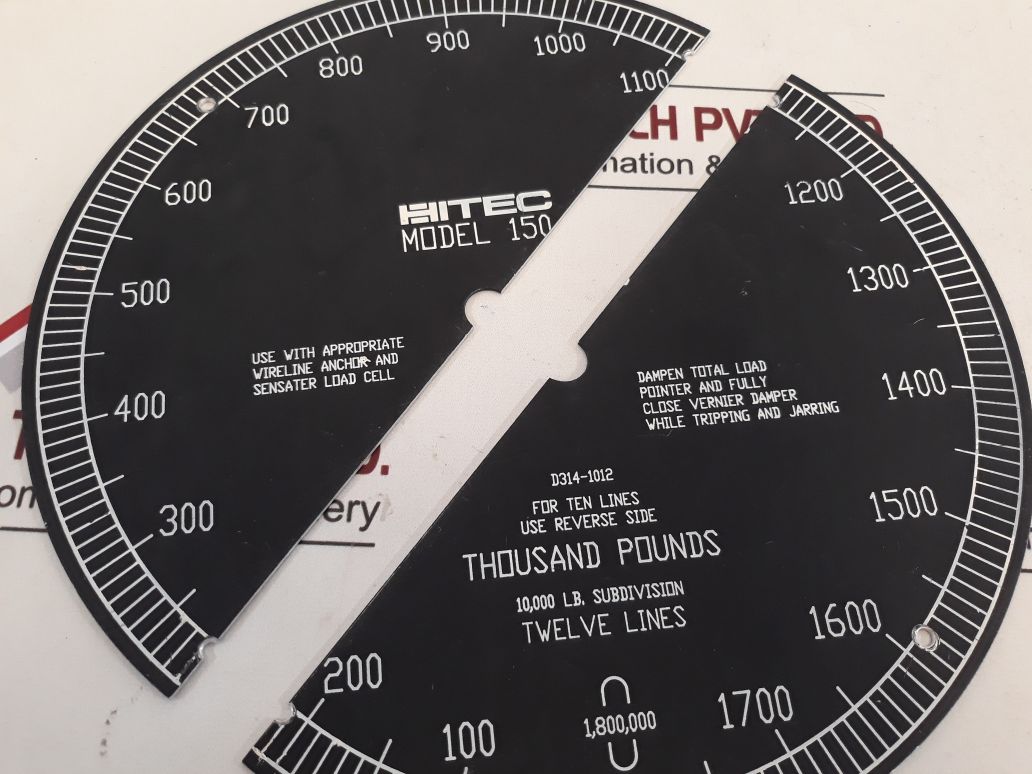 900
1000
800
1100
700
600
500
400
300
HITEC
MODEL 150
USE WITH APPROPRIATE
WIRELINE ANCHOR AND
SENSATER LOAD CELL
PV
&
ery
1200
1300
1400
1500
1600
1700
DAMPEN TOTAL LOAD
POINTER AND FULLY
CLOSE VERNIER DAMPER
WHILE TRIPPING AND JARRING
D314-1012
FOR TEN LINES
USE REVERSE SIDE
THOUSAND POUNDS
10,000 LB. SUBDIVISION
TWELVE LINES
200
100
1,800,000